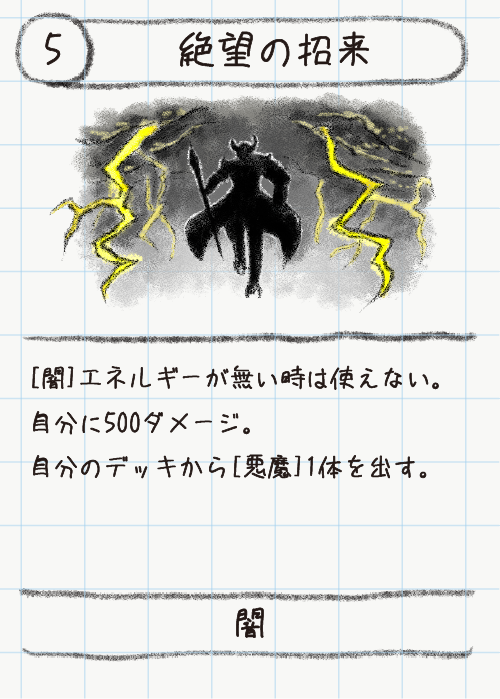 5
絶望の招来
[闇]エネルギーが無い時は使えない。
自分に500ダメージ。
自分のデッキから[悪魔]1体を出す。
闇